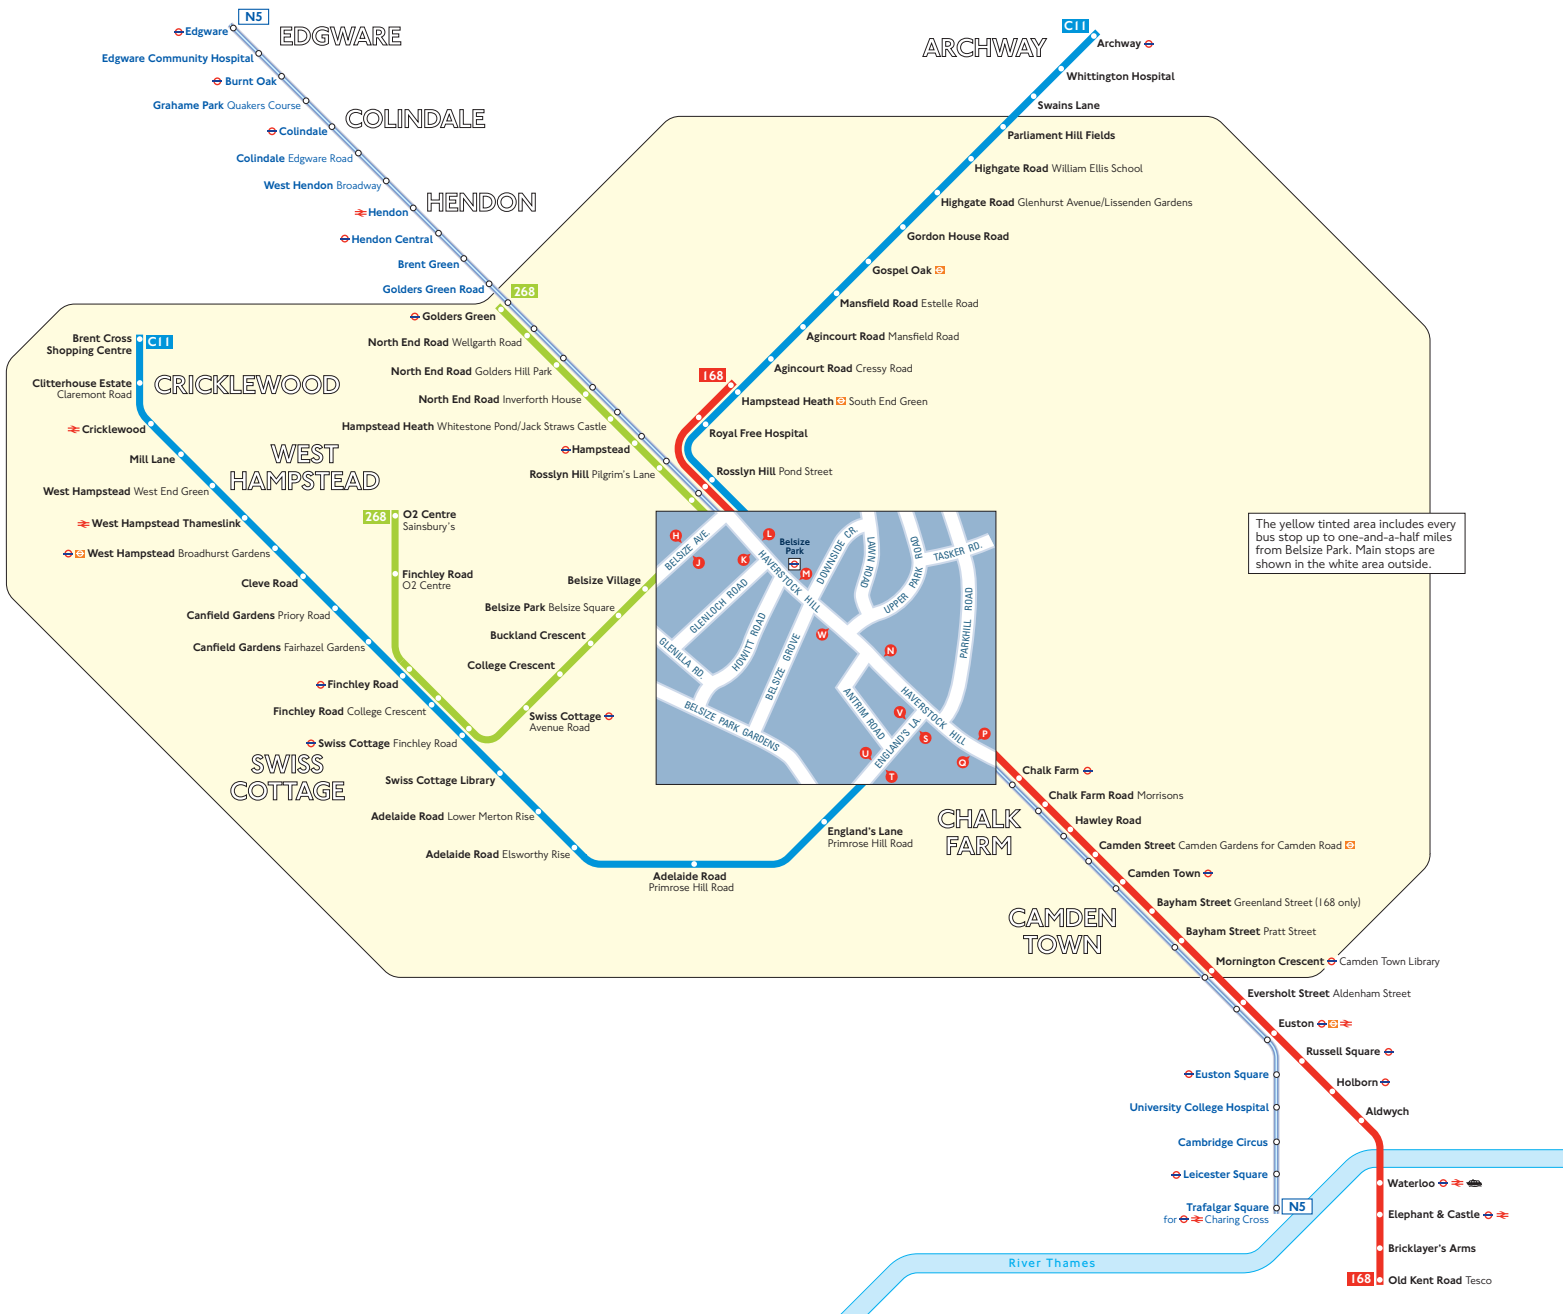 N5
EDGWARE
Edgware
Edgware Community Hospital
Burnt Oak
Grahame Park Quakers Course
COLINDALE
Colindale
Colindale Edgware Road
West Hendon Broadway
HENDON
Hendon
Hendon Central
Brent Green
Golders Green Road
268
Golders Green
North End Road Wellgarth Road
North End Road Golders Hill Park
North End Road Inverforth House
Hampstead Heath Whitestone Pond/Jack Straws Castle
Hampstead
Rosslyn Hill Pilgrim's Lane
C11
ARCHWAY
Archway
Whittington Hospital
Swains Lane
Parliament Hill Fields
Highgate Road William Ellis School
Highgate Road Glenhurst Avenue/Lissenden Gardens
Gordon House Road
Gospel Oak
Mansfield Road Estelle Road
Agincourt Road Mansfield Road
Agincourt Road Cressy Road
168
Hampstead Heath South End Green
Royal Free Hospital
Rosslyn Hill Pond Street
Brent Cross
Shopping Centre
C11
Clitterhouse Estate
Claremont Road
CRICKLEWOOD
Cricklewood
Mill Lane
WEST
HAMPSTEAD
West Hampstead West End Green
West Hampstead Thameslink
West Hampstead Broadhurst Gardens
Cleve Road
Canfield Gardens Priory Road
Canfield Gardens Fairhazel Gardens
Finchley Road
Finchley Road College Crescent
Swiss Cottage Finchley Road
SWISS
COTTAGE
Swiss Cottage Library
Adelaide Road Lower Merton Rise
Adelaide Road Elsworthy Rise
Adelaide Road
Primrose Hill Road
England's Lane
Primrose Hill Road
268
O2 Centre
Sainsbury's
Finchley Road
O2 Centre
Belsize Village
Belsize Park Belsize Square
Buckland Crescent
College Crescent
Swiss Cottage
Avenue Road
H
J
K
L
M
W
N
V
S
U
T
P
Q
Belsize
Park
BELSIZE AVE.
HAVERSTOCK HILL
DOWNSIDE CR.
LAWN ROAD
UPPER PARK ROAD
TASKER RD.
PARKHILL ROAD
GLENLOCH ROAD
HOWITT ROAD
GLENILLA RD.
BELSIZE GROVE
BELSIZE PARK GARDENS
ANTRIM ROAD
HAVERSTOCK HILL
ENGLAND'S LA.
The yellow tinted area includes every
bus stop up to one-and-a-half miles
from Belsize Park. Main stops are
shown in the white area outside.
Chalk Farm
Chalk Farm Road Morrisons
CHALK
FARM
Hawley Road
Camden Street Camden Gardens for Camden Road
Camden Town
Bayham Street Greenland Street (168 only)
CAMDEN
TOWN
Bayham Street Pratt Street
Mornington Crescent Camden Town Library
Eversholt Street Aldenham Street
Euston
Russell Square
Holborn
Aldwych
Euston Square
University College Hospital
Cambridge Circus
Leicester Square
Trafalgar Square
for Charing Cross
N5
Waterloo
Elephant & Castle
Bricklayer's Arms
168
Old Kent Road Tesco
River Thames